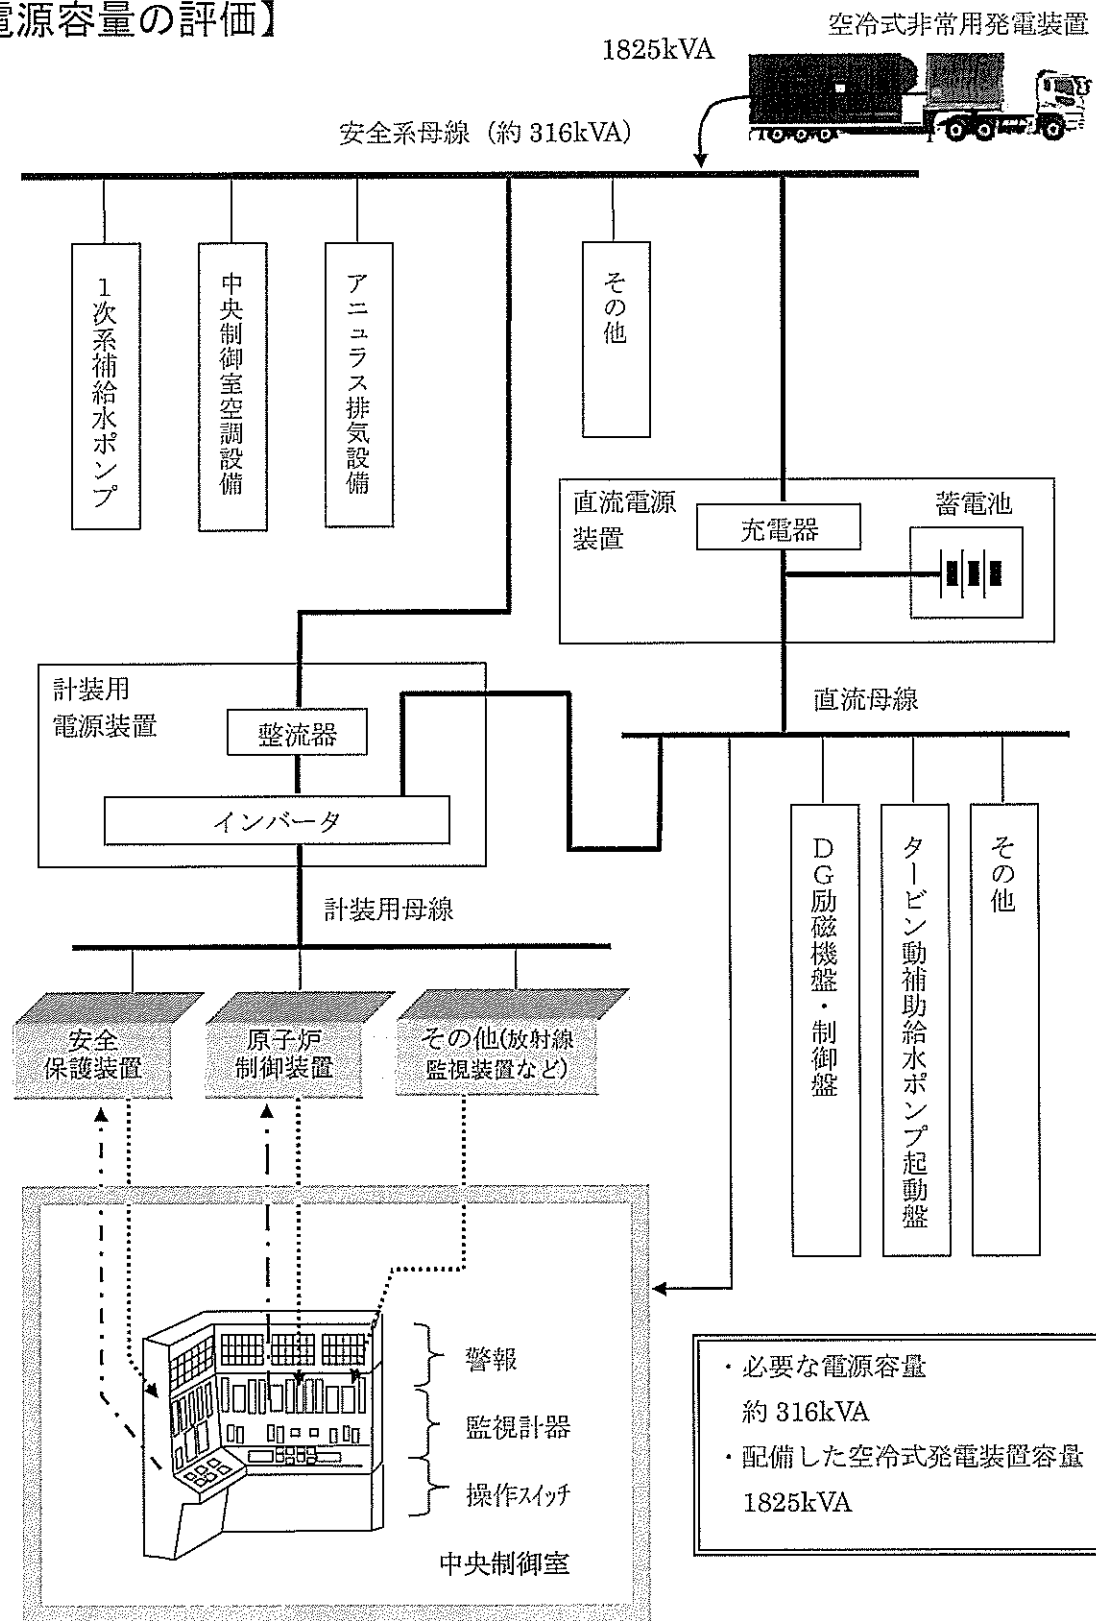 電源容量の評価】
空冷式非常用発電装置
1825kVA
安全系母線（約 316kVA）
1次系補給水ポンプ
中央制御室空調設備
アニュラス排気設備
その他
直流電源
装置
充電器
蓄電池
計装用
電源装置
整流器
インバータ
直流母線
計装用母線
DG励磁機盤・制御盤
タービン動補助給水ポンプ起動盤
その他
安全
保護装置
原子炉
制御装置
その他(放射線
監視装置など)
警報
監視計器
操作スイッチ
中央制御室
・必要な電源容量
約 316kVA
・配備した空冷式発電装置容量
1825kVA